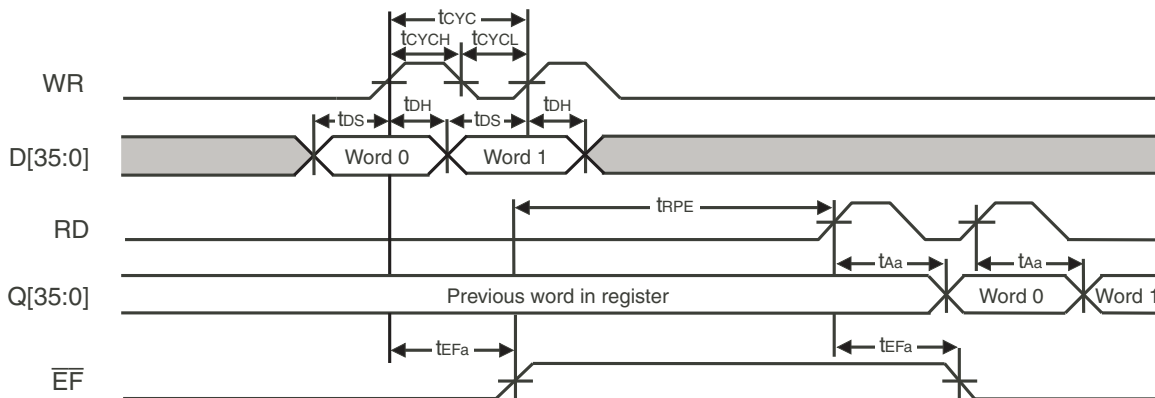 tCYC
tCYCH tCYCL
WR
tDS tDH tDS tDH
D[35:0] Word 0 Word 1
tRPE
RD
tAa tAa
Q[35:0] Previous word in register Word 0 Word 1
tEFa tEFa
EF